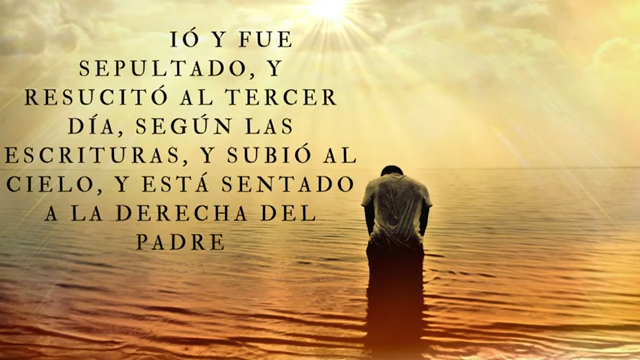 IÓ Y FUE
SEPULTADO, Y
RESUCITÓ AL TERCER
DÍA, SEGÚN LAS
ESCRITURAS, Y SUBIÓ AL
CIELO, Y ESTÁ SENTADO
A LA DERECHA DEL
PADRE